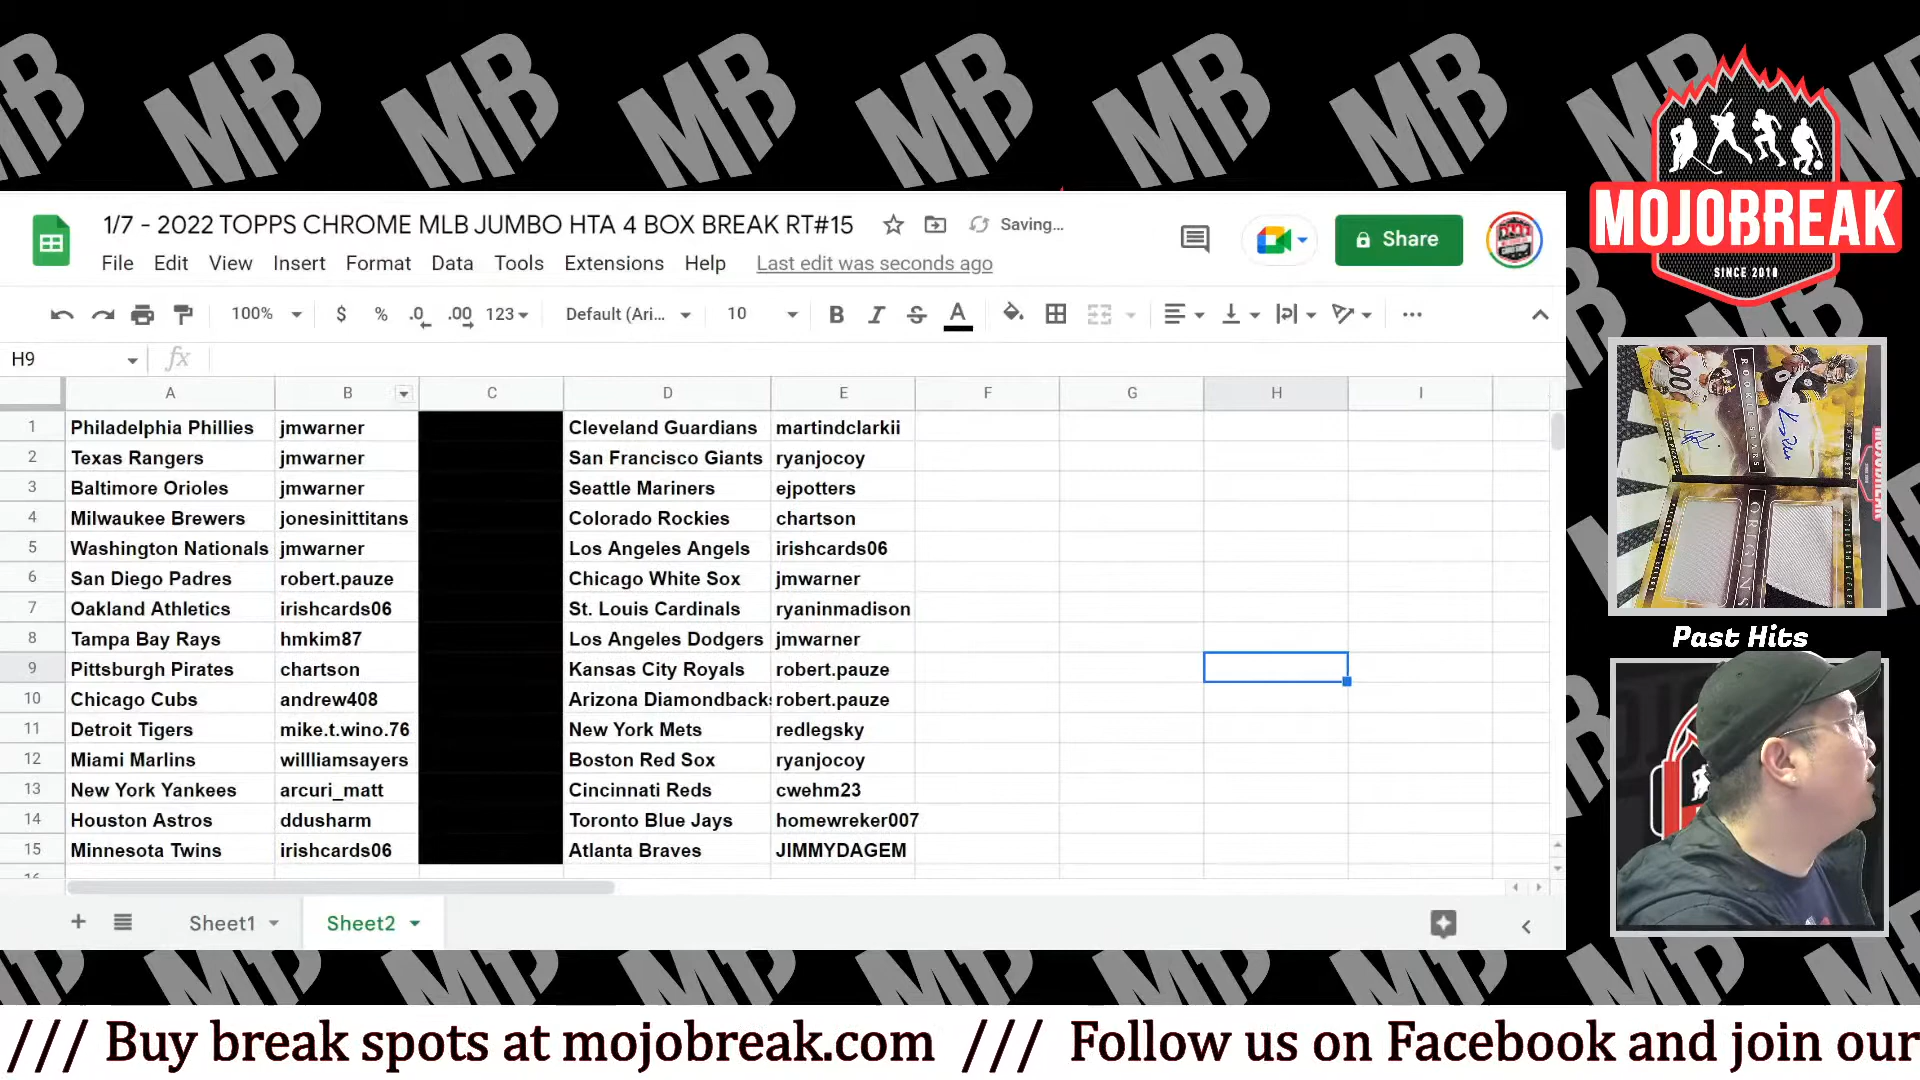 1/7 - 2022 TOPPS CHROME MLB JUMBO HTA 4 BOX BREAK RT#15 Saving...
Share
File Edit View Insert Format Data Tools Extensions Help Last edit was seconds ago
100% $ % .0 .00 123 Default (Ari... 10 B I S A
H9 fx
A B C D E F G H I
1 Philadelphia Phillies jmwarner Cleveland Guardians martindclarkii
2 Texas Rangers jmwarner San Francisco Giants ryanjocoy
3 Baltimore Orioles jmwarner Seattle Mariners ejpotters
4 Milwaukee Brewers jonesinittitans Colorado Rockies chartson
5 Washington Nationals jmwarner Los Angeles Angels irishcards06
6 San Diego Padres robert.pauze Chicago White Sox jmwarner
7 Oakland Athletics irishcards06 St. Louis Cardinals ryaninmadison
8 Tampa Bay Rays hmkim87 Los Angeles Dodgers jmwarner
9 Pittsburgh Pirates chartson Kansas City Royals robert.pauze
10 Chicago Cubs andrew408 Arizona Diamondbacks robert.pauze
11 Detroit Tigers mike.t.wino.76 New York Mets redlegsky
12 Miami Marlins willliamsayers Boston Red Sox ryanjocoy
13 New York Yankees arcuri_matt Cincinnati Reds cwehm23
14 Houston Astros ddusharm Toronto Blue Jays homewreker007
15 Minnesota Twins irishcards06 Atlanta Braves JIMMYDAGEM
Sheet1 Sheet2
MOJOBREAK
SINCE 2010
ROOKIE STARS
ORIGINS
Past Hits
/// Buy break spots at mojobreak.com /// Follow us on Facebook and join our